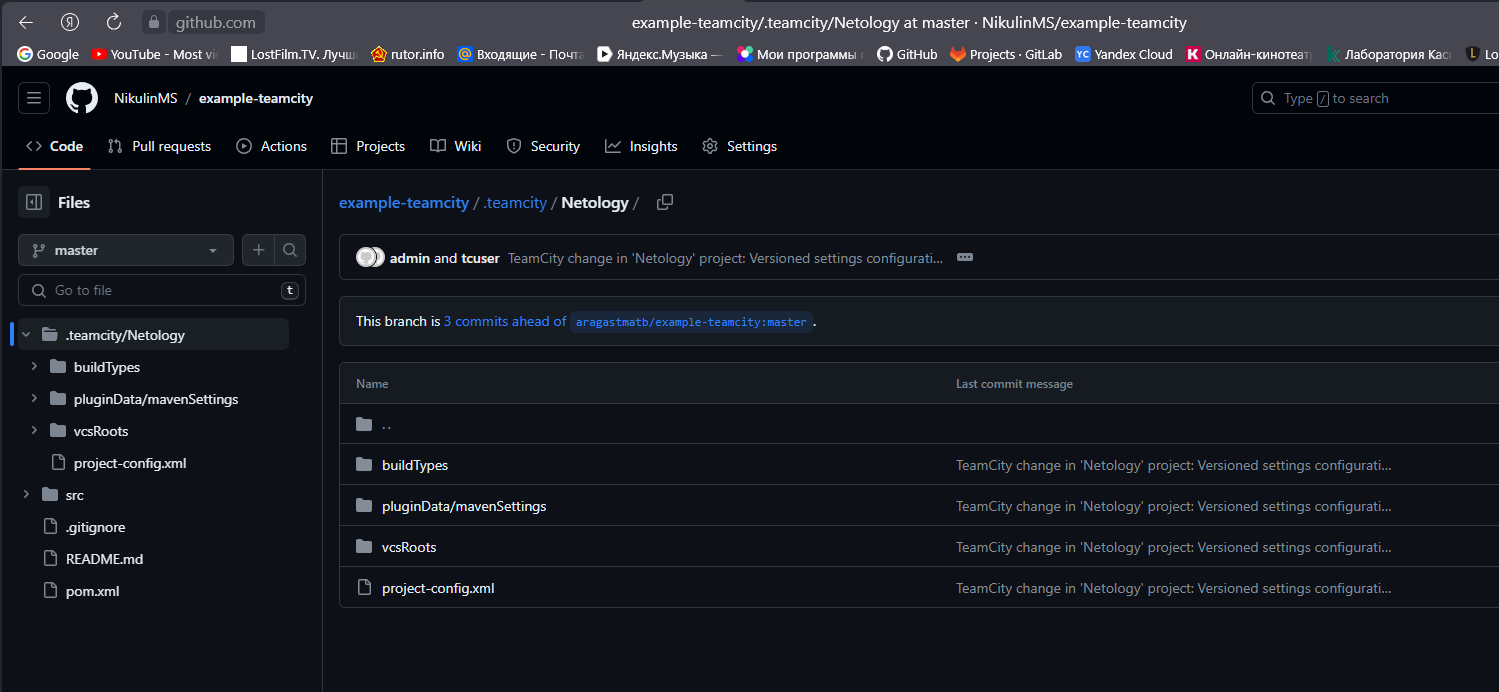 github.com
example-teamcity/.teamcity/Netology at master · NikulinMS/example-teamcity
Google YouTube - Most vi LostFilm.TV. Лучш rutor.info Входящие - Почта Яндекс.Музыка — Мои программы GitHub Projects · GitLab Yandex Cloud Онлайн-кинотеат Лаборатория Кас Lo
NikulinMS / example-teamcity
Type / to search
Code Pull requests Actions Projects Wiki Security Insights Settings
Files
example-teamcity / .teamcity / Netology /
master
admin and tcuser TeamCity change in 'Netology' project: Versioned settings configurati...
Go to file t
This branch is 3 commits ahead of aragastmatb/example-teamcity:master .
.teamcity/Netology
buildTypes
pluginData/mavenSettings
vcsRoots
project-config.xml
src
.gitignore
README.md
pom.xml
Name Last commit message
..
buildTypes TeamCity change in 'Netology' project: Versioned settings configurati...
pluginData/mavenSettings TeamCity change in 'Netology' project: Versioned settings configurati...
vcsRoots TeamCity change in 'Netology' project: Versioned settings configurati...
project-config.xml TeamCity change in 'Netology' project: Versioned settings configurati...